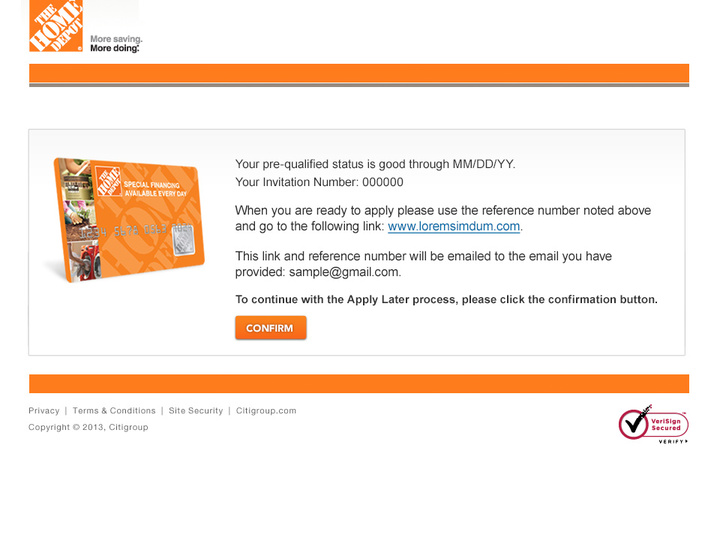 THE
HOME
DEPOT
More saving.
More doing.
THE
HOME
DEPOT
SPECIAL FINANCING
AVAILABLE EVERY DAY
Your pre-qualified status is good through MM/DD/YY.
Your Invitation Number: 000000
When you are ready to apply please use the reference number noted above
and go to the following link: www.loremsimdum.com.
This link and reference number will be emailed to the email you have
provided: sample@gmail.com.
To continue with the Apply Later process, please click the confirmation button.
CONFIRM
Privacy | Terms & Conditions | Site Security | Citigroup.com
Copyright © 2013, Citigroup
VeriSign
Secured
VERIFY